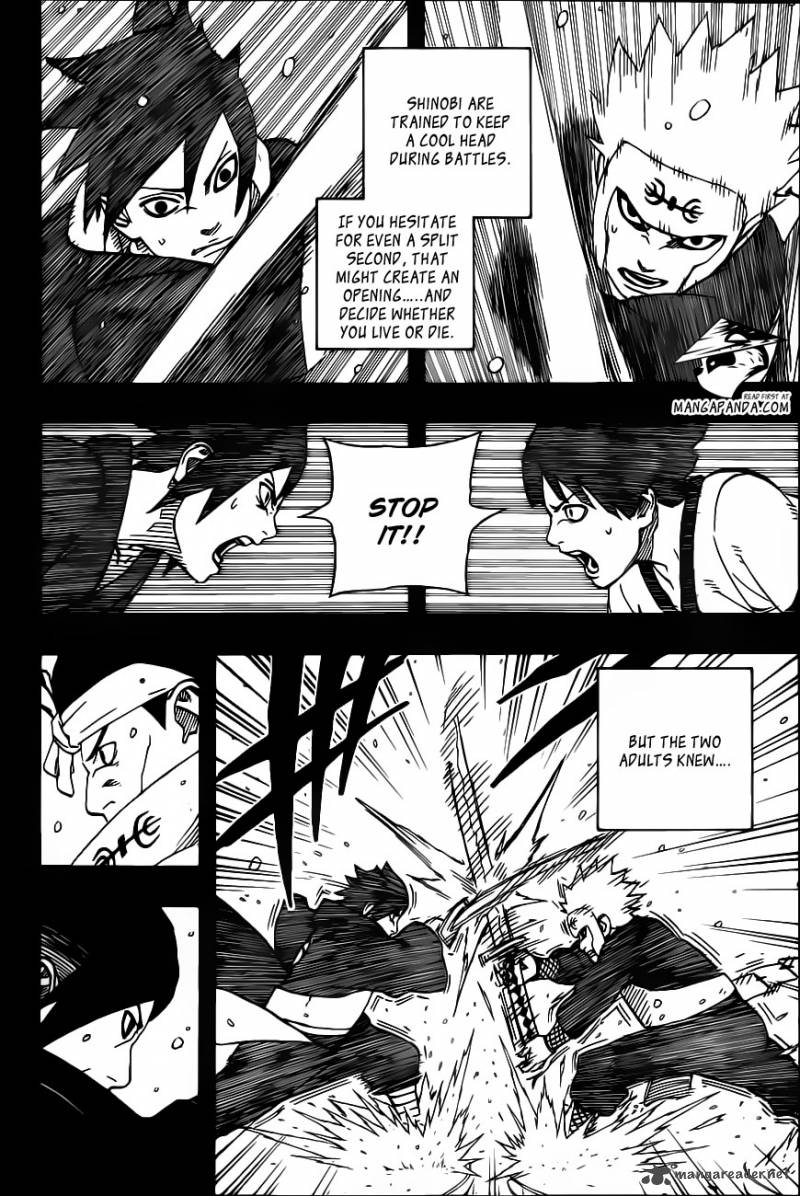 SHINOBI ARE
TRAINED TO KEEP
A COOL HEAD
DURING BATTLES.
IF YOU HESITATE
FOR EVEN A SPLIT
SECOND, THAT
MIGHT CREATE AN
OPENING.....AND
DECIDE WHETHER
YOU LIVE OR DIE.
READ FIRST AT
MANGAPANDA.COM
STOP
IT!!
BUT THE TWO
ADULTS KNEW....
mangareader.net